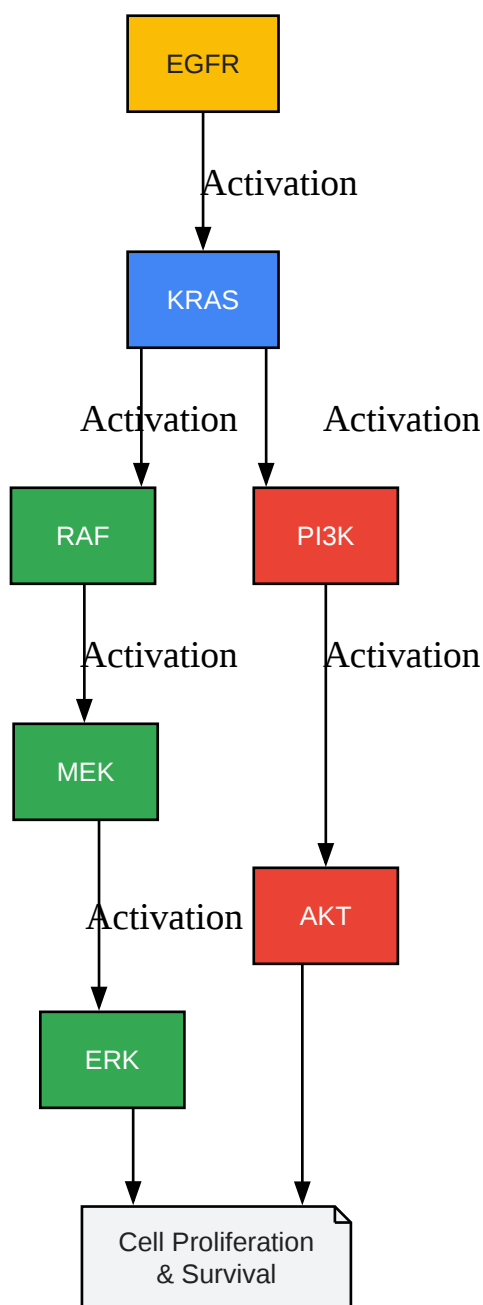 EGFR
Activation
KRAS
Activation
Activation
RAF
PI3K
Activation
Activation
MEK
Activation
AKT
ERK
Cell Proliferation
& Survival